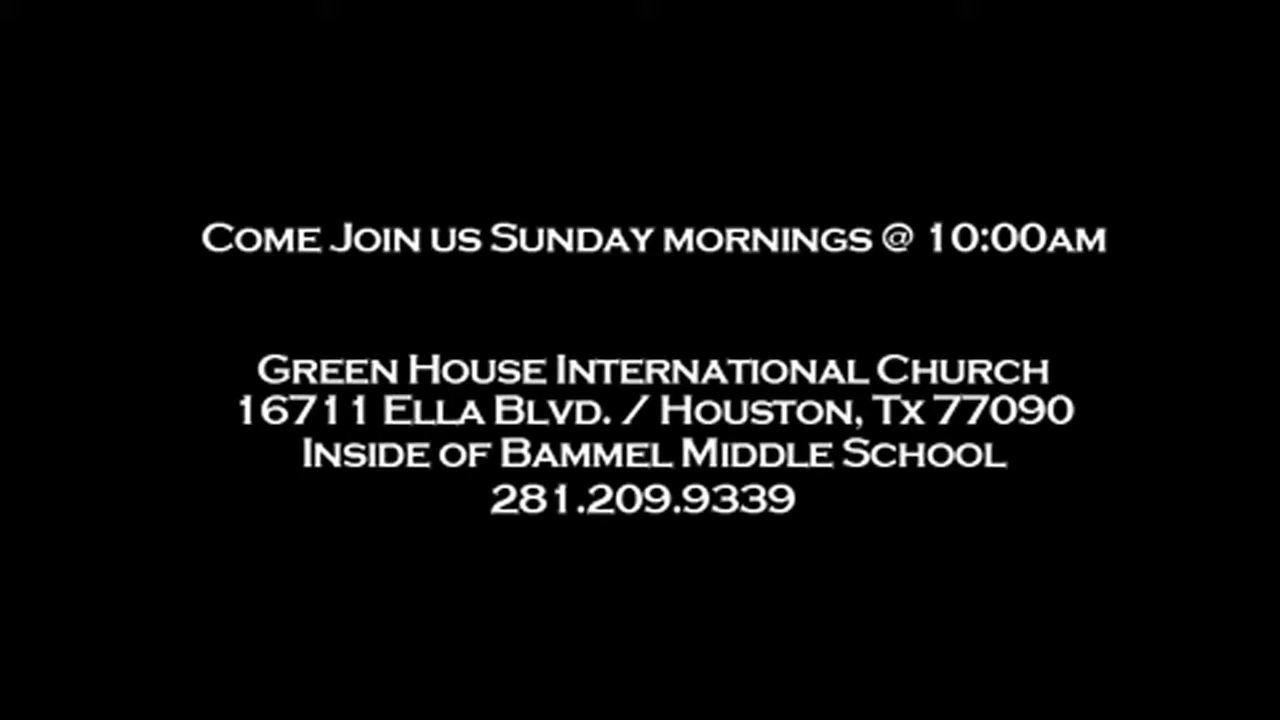 Come Join us Sunday mornings @ 10:00am
Green House International Church
16711 Ella Blvd. / Houston, Tx 77090
Inside of Bammel Middle School
281.209.9339